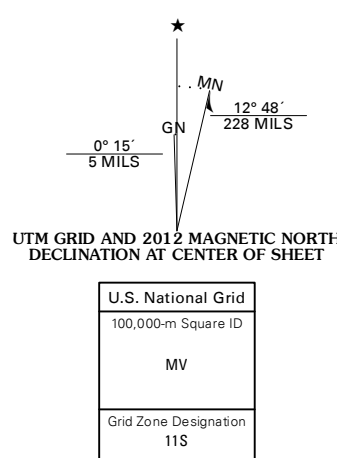 ★
MN
GN
12° 48´
228 MILS
0° 15´
5 MILS
UTM GRID AND 2012 MAGNETIC NORTH
DECLINATION AT CENTER OF SHEET
U.S. National Grid
100,000-m Square ID
MV
Grid Zone Designation
11S